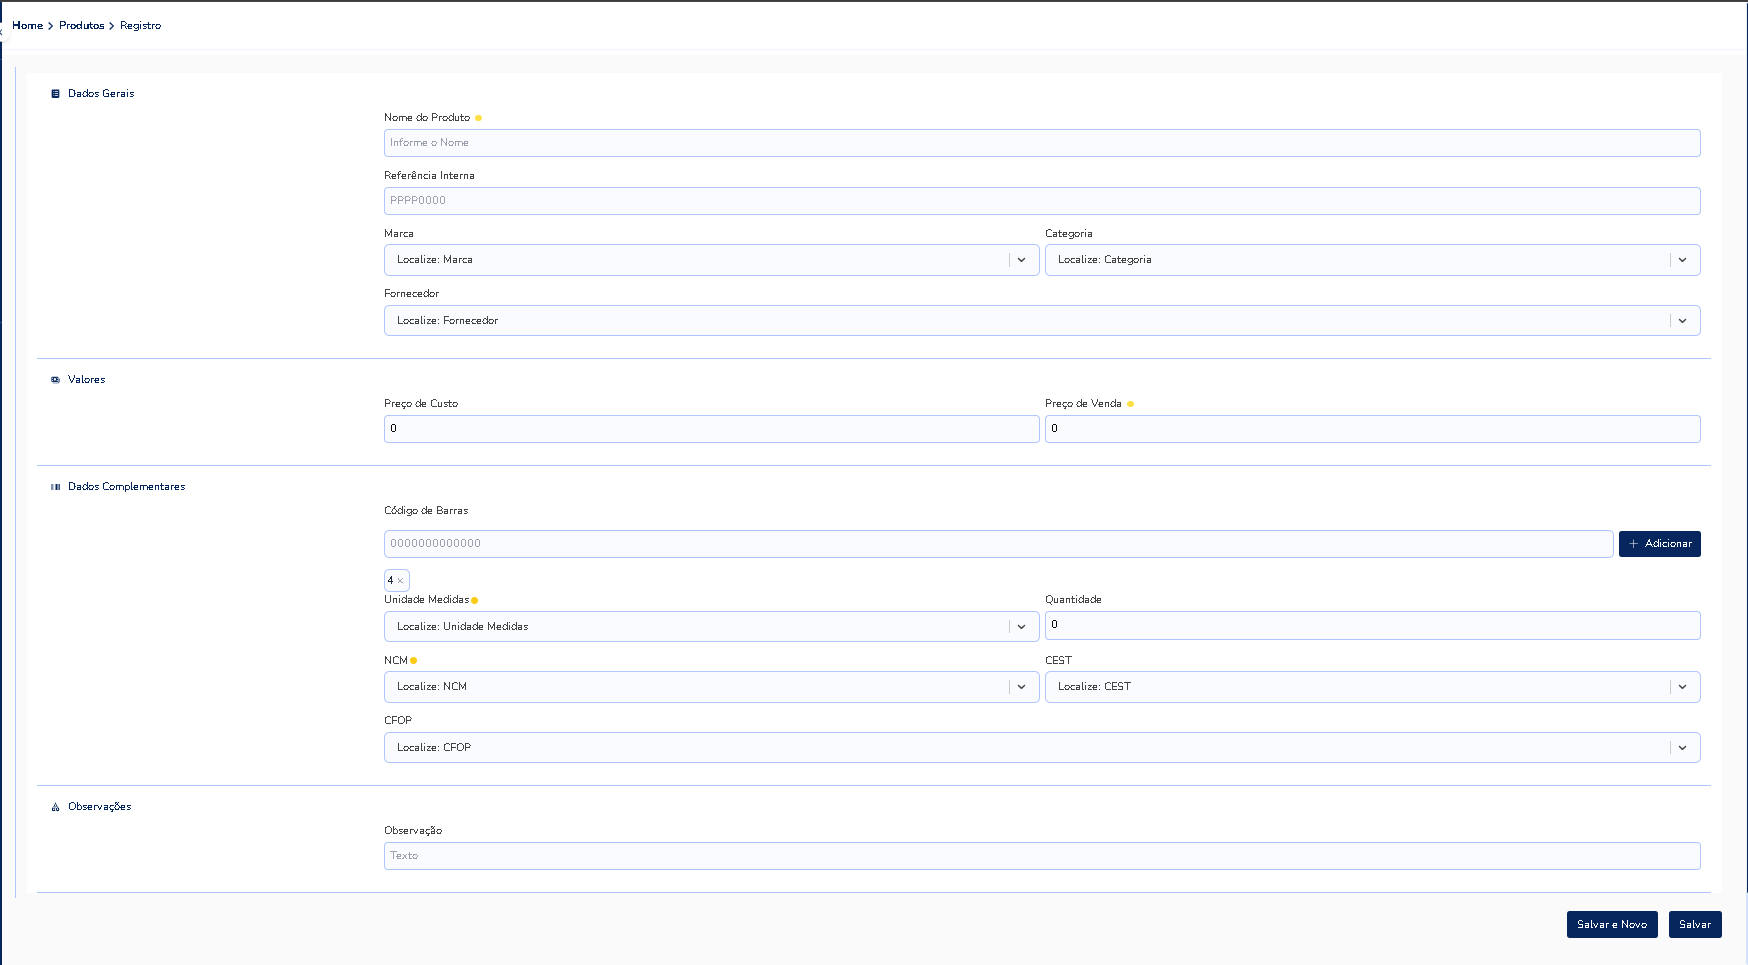 Home > Produtos > Registro
Dados Gerais
Nome do Produto
Informe o Nome
Referência Interna
PPPP0000
Marca Categoria
Localize: Marca Localize: Categoria
Fornecedor
Localize: Fornecedor
Valores
Preço de Custo Preço de Venda
0 0
Dados Complementares
Código de Barras
0000000000000 + Adicionar
4 ×
Unidade Medidas Quantidade
Localize: Unidade Medidas 0
NCM CEST
Localize: NCM Localize: CEST
CFOP
Localize: CFOP
Observações
Observação
Texto
Salvar e Novo Salvar